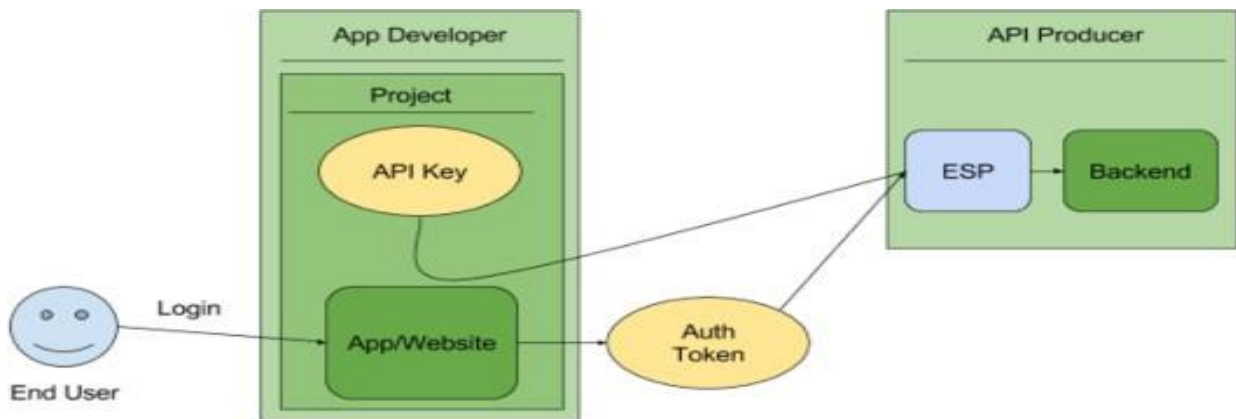 App Developer
API Producer
Project
API Key
ESP
Backend
Login
App/Website
Auth
Token
End User